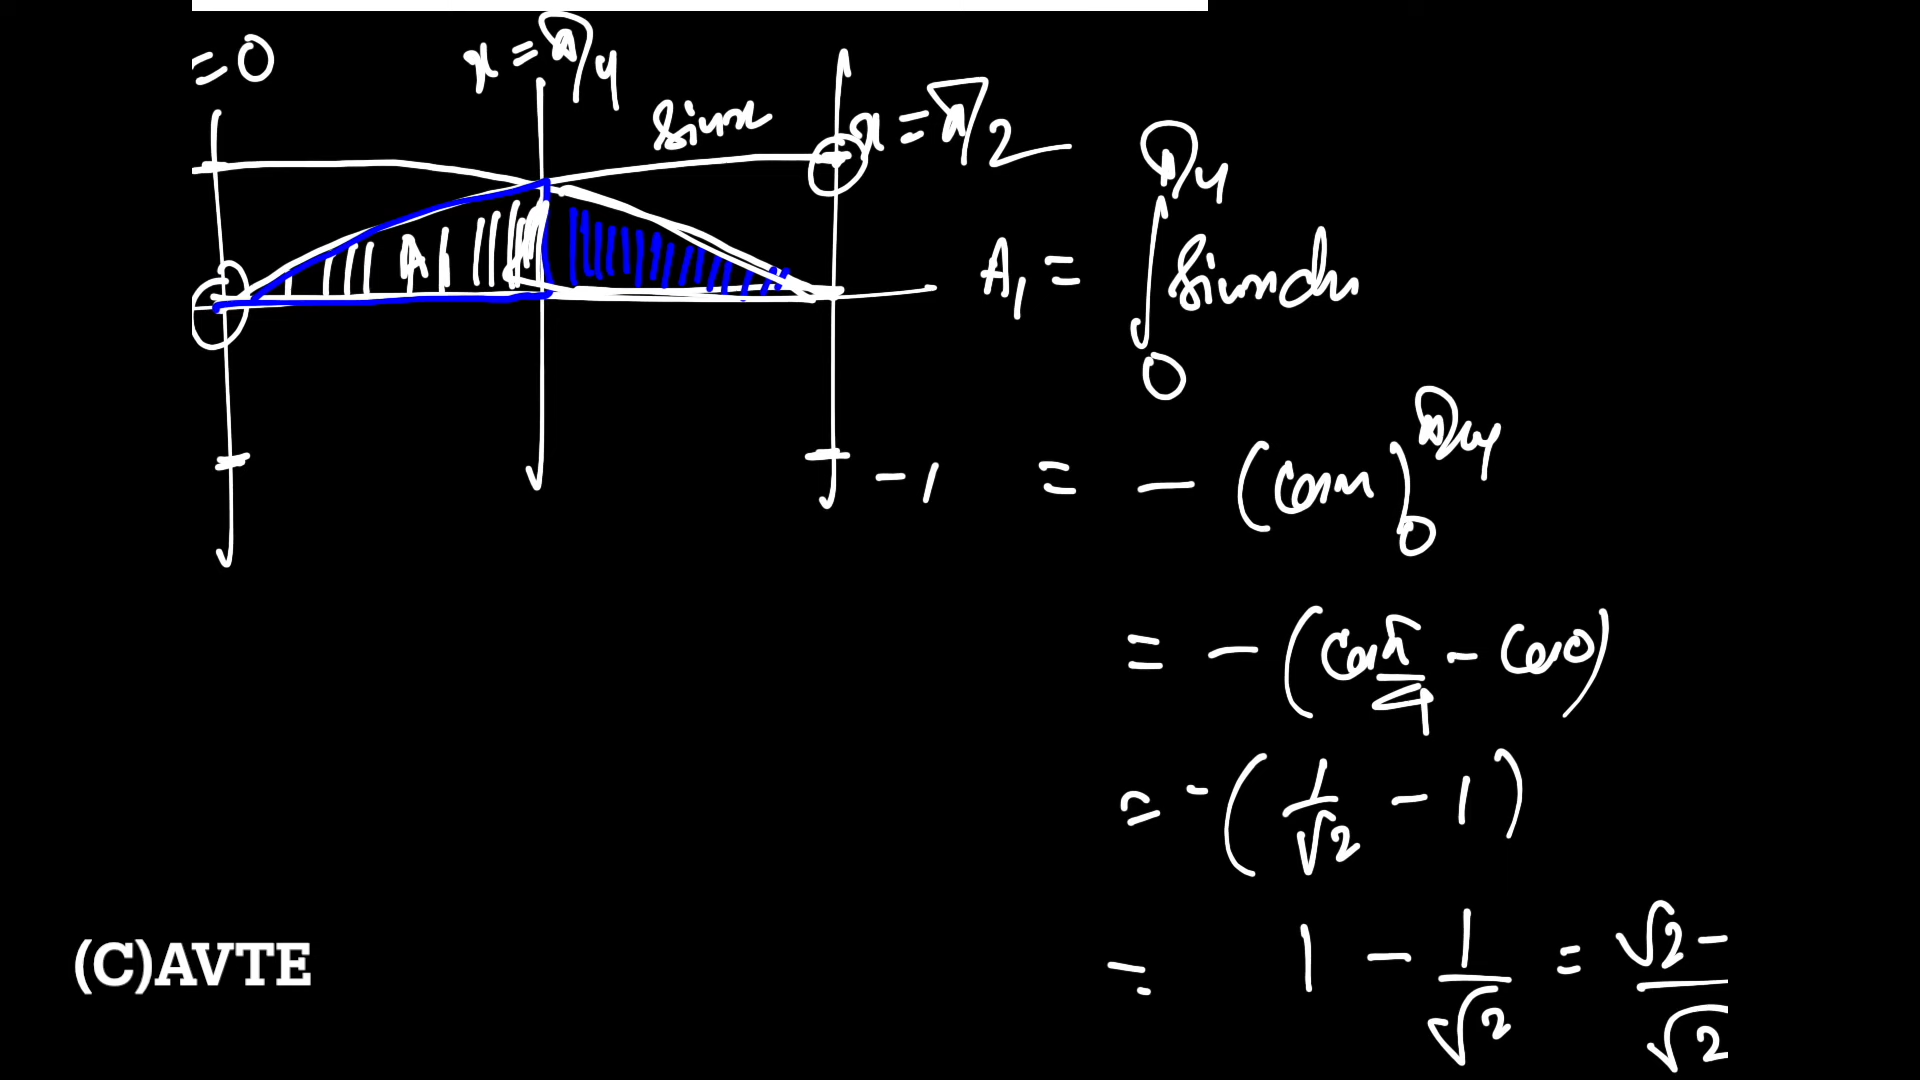 =0
x = π/4
sinx
x = π/2
A₁
A₁ = ∫₀^{π/4} sinx dx
-1
= -(cosx)₀^{π/4}
= -(cos π/4 - cos0)
= -(1/√2 - 1)
= 1 - 1/√2 = √2 - / √2
(C)AVTE